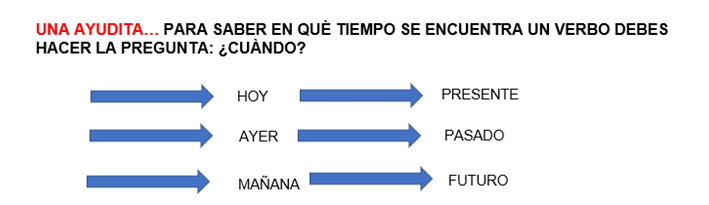 UNA AYUDITA... PARA SABER EN QUÈ TIEMPO SE ENCUENTRA UN VERBO DEBES
HACER LA PREGUNTA: ¿CUÀNDO?
HOY PRESENTE
AYER PASADO
MAÑANA FUTURO